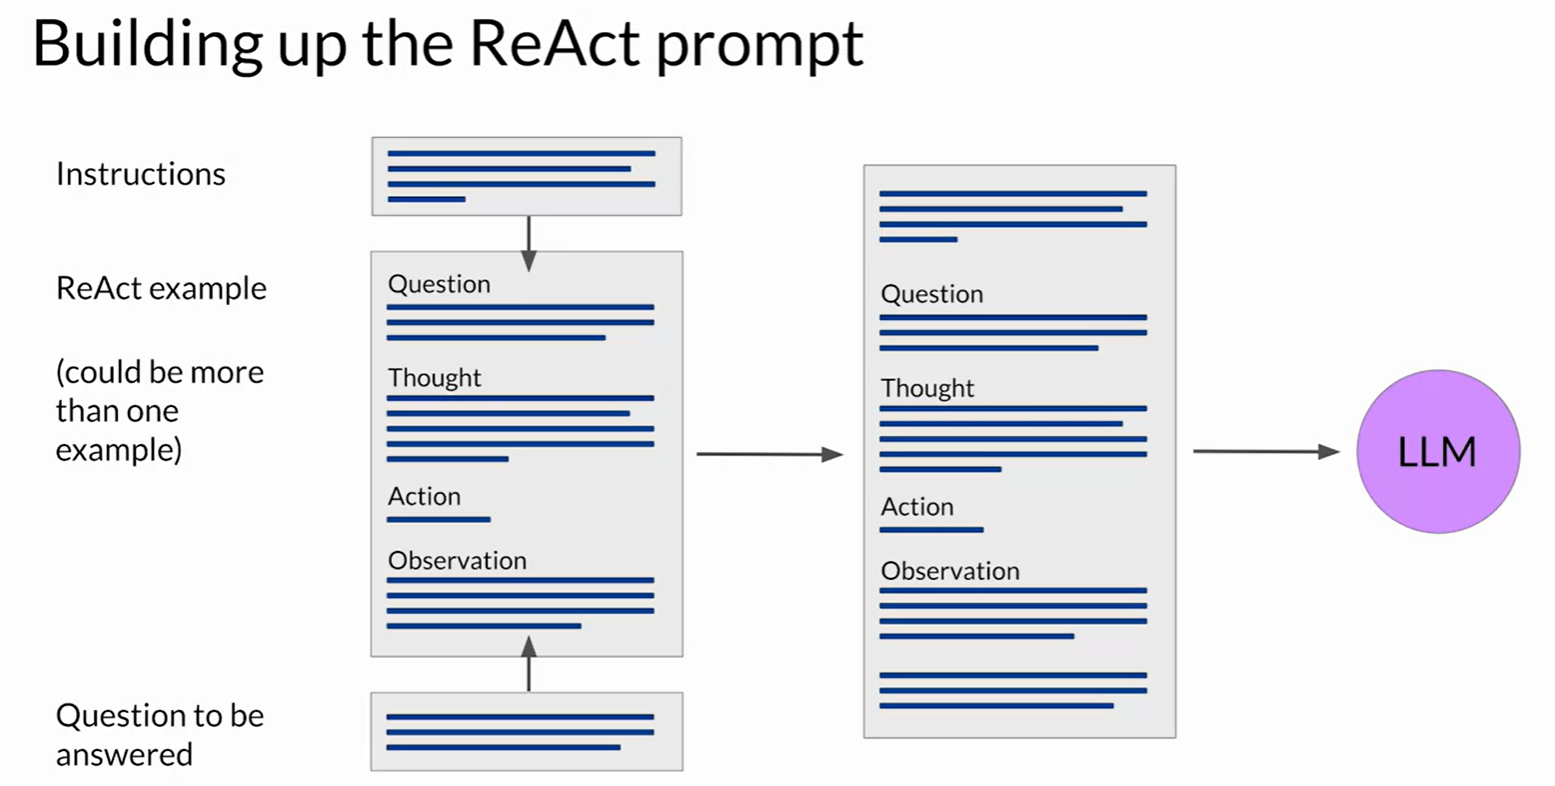 Building up the ReAct prompt
Instructions
ReAct example
(could be more
than one
example)
Question to be
answered
Question
Thought
Action
Observation
Question
Thought
Action
Observation
LLM